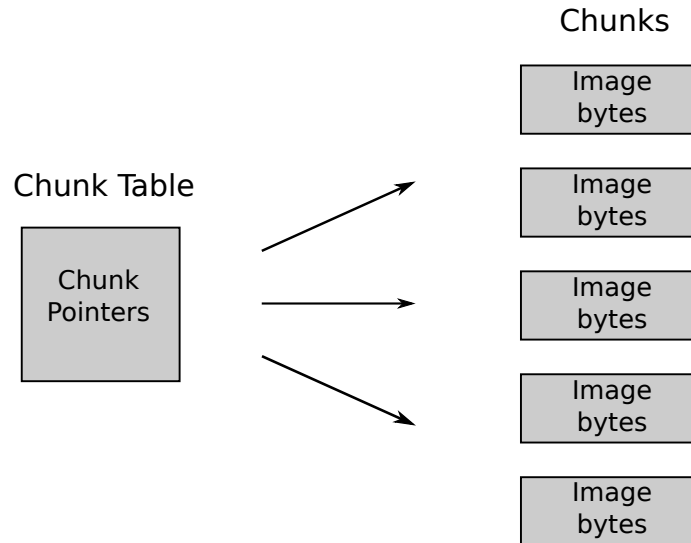 Chunks
Image
bytes
Image
bytes
Chunk Table
Chunk
Pointers
Image
bytes
Image
bytes
Image
bytes